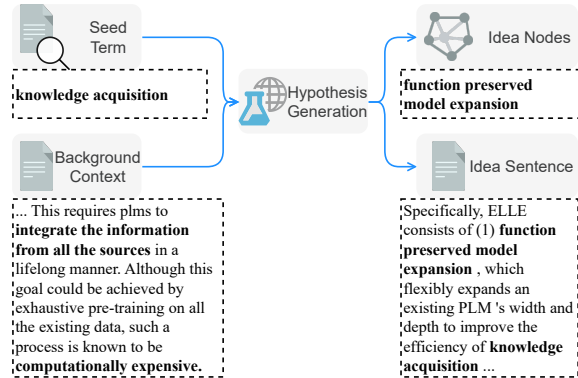 Seed
Term
knowledge acquisition
Background
Context
... This requires plms to
integrate the information
from all the sources in a
lifelong manner. Although this
goal could be achieved by
exhaustive pre-training on all
the existing data, such a
process is known to be
computationally expensive.
Hypothesis
Generation
Idea Nodes
function preserved
model expansion
Idea Sentence
Specifically, ELLE
consists of (1) function
preserved model
expansion , which
flexibly expands an
existing PLM 's width and
depth to improve the
efficiency of knowledge
acquisition ...